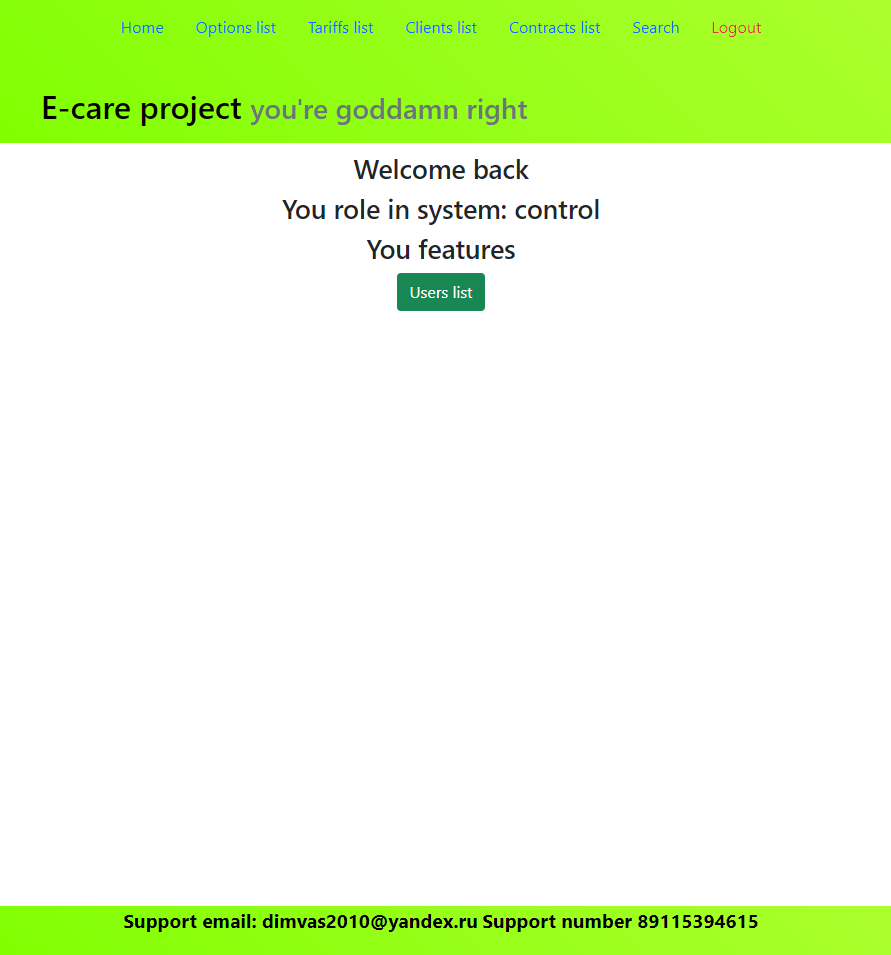 Home Options list Tariffs list Clients list Contracts list Search Logout
E-care project you're goddamn right
Welcome back
You role in system: control
You features
Users list
Support email: dimvas2010@yandex.ru Support number 89115394615